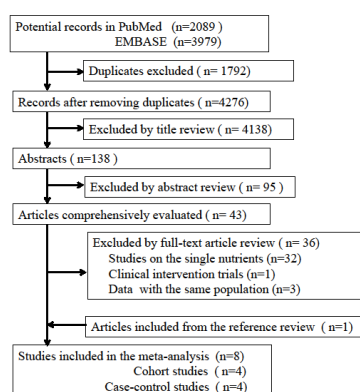 Potential records in PubMed (n=2089 )
EMBASE (n=3979)
Duplicates excluded ( n= 1792)
Records after removing duplicates (n=4276)
Excluded by title review ( n= 4138)
Abstracts ( n=138 )
Excluded by abstract review ( n= 95 )
Articles comprehensively evaluated ( n= 43)
Excluded by full-text article review ( n= 36)
Studies on the single nutrients (n=32)
Clinical intervention trials (n=1)
Data with the same population (n=3)
Articles included from the reference review ( n=1)
Studies included in the meta-analysis (n=8)
Cohort studies (n=4)
Case-control studies (n=4)